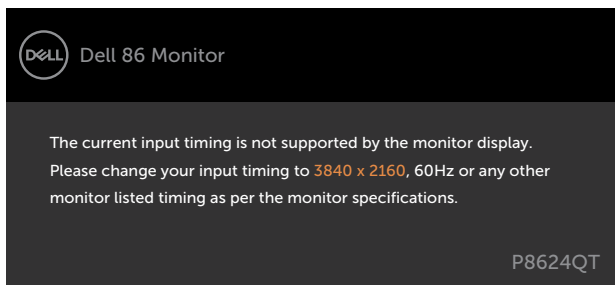 DELL Dell 86 Monitor
The current input timing is not supported by the monitor display.
Please change your input timing to 3840 x 2160, 60Hz or any other
monitor listed timing as per the monitor specifications.
P8624QT